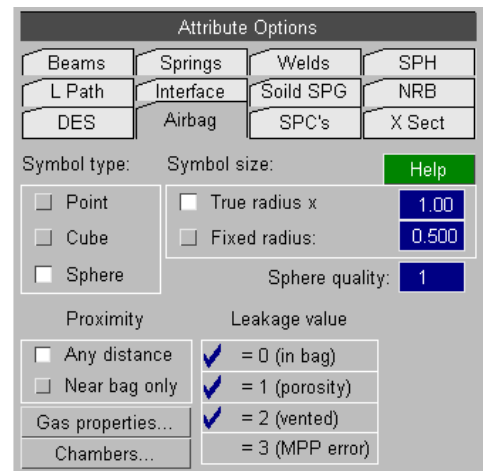 Attribute Options
Beams Springs Welds SPH
L Path Interface Soild SPG NRB
DES Airbag SPC's X Sect
Symbol type: Symbol size: Help
Point True radius x 1.00
Cube Fixed radius: 0.500
Sphere Sphere quality: 1
Proximity Leakage value
Any distance = 0 (in bag)
Near bag only = 1 (porosity)
Gas properties... = 2 (vented)
Chambers... = 3 (MPP error)